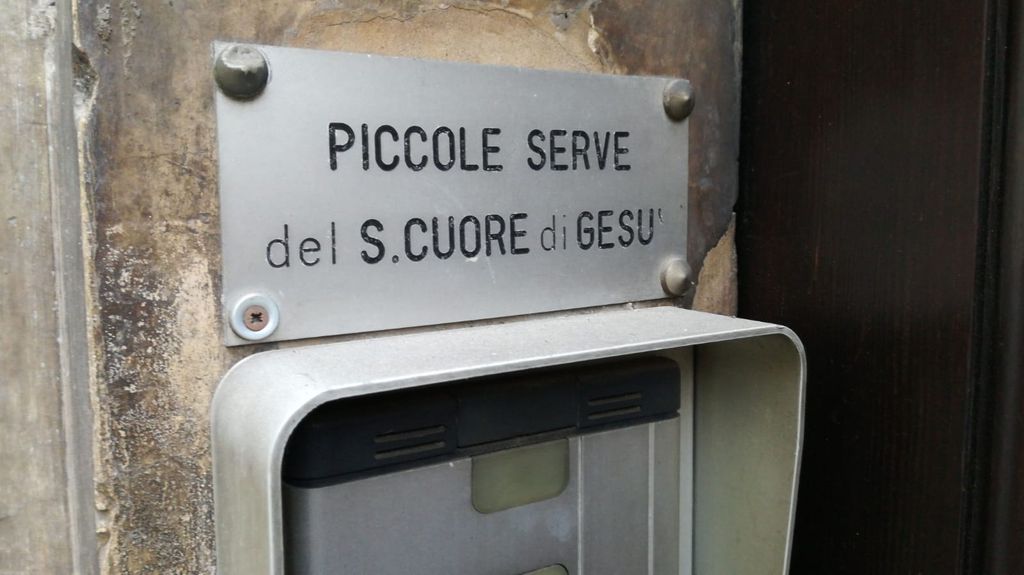 PICCOLE SERVE
del S.CUORE di GESU'